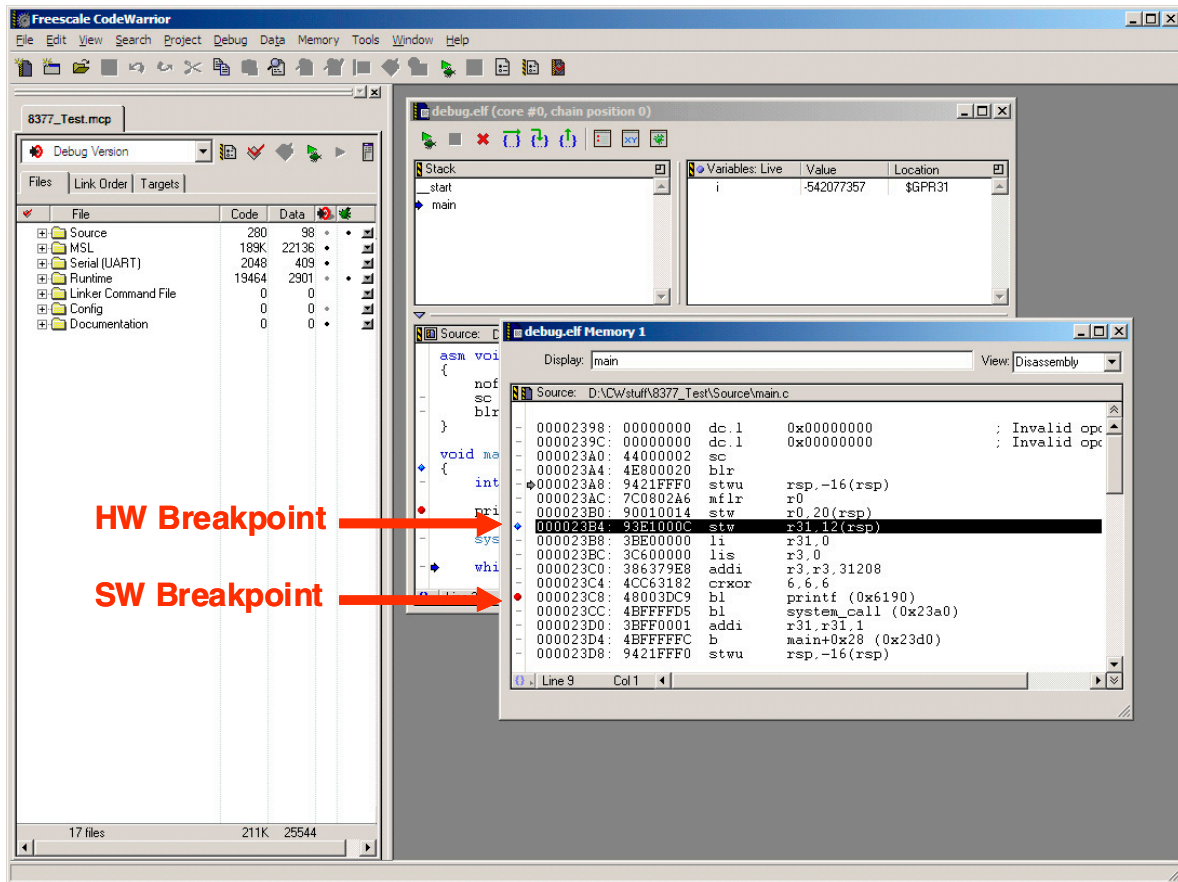 Freescale CodeWarrior
File Edit View Search Project Debug Data Memory Tools Window Help
8377_Test.mcp
Debug Version
Files Link Order Targets
File Code Data
Source 280 98
MSL 189K 22136
Serial (UART) 2048 409
Runtime 19464 2901
Linker Command File 0 0
Config 0 0
Documentation 0 0
17 files 211K 25544
debug.elf (core #0, chain position 0)
Stack
__start
main
Variables: Live Value Location
i -542077357 $GPR31
Source:
asm voi
{
nof
sc
blr
}
void ma
{
int
pri
sys
whi
debug.elf Memory 1
Display: main View: Disassembly
Source: D:\CWstuff\8377_Test\Source\main.c
00002398: 00000000 dc.l 0x00000000 ; Invalid opc
0000239C: 00000000 dc.l 0x00000000 ; Invalid opc
000023A0: 44000002 sc
000023A4: 4E800020 blr
000023A8: 9421FFF0 stwu rsp,-16(rsp)
000023AC: 7C0802A6 mflr r0
000023B0: 90010014 stw r0,20(rsp)
000023B4: 93E1000C stw r31,12(rsp)
000023B8: 3BE00000 li r31,0
000023BC: 3C600000 lis r3,0
000023C0: 386379E8 addi r3,r3,31208
000023C4: 4CC63182 crxor 6,6,6
000023C8: 48003DC9 bl printf (0x6190)
000023CC: 4BFFFFD5 bl system_call (0x23a0)
000023D0: 3BFF0001 addi r31,r31,1
000023D4: 4BFFFFFC b main+0x28 (0x23d0)
000023D8: 9421FFF0 stwu rsp,-16(rsp)
Line 9 Col 1
HW Breakpoint
SW Breakpoint